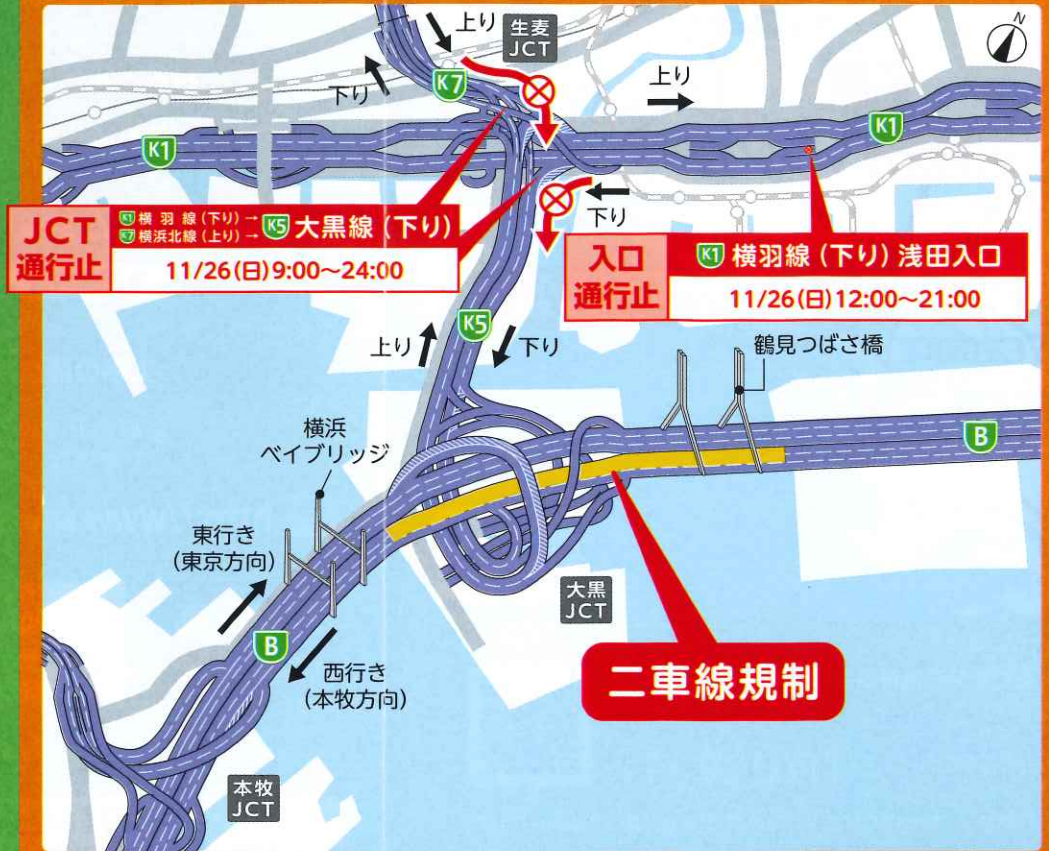 上り
生麦
JCT
N
K7
下り
上り
K1
K1
JCT
通行止
K1 横羽線(下り)→
K7 横浜北線(上り)→
K5 大黒線(下り)
11/26(日)9:00~24:00
下り
入口
通行止
K1 横羽線(下り)浅田入口
11/26(日)12:00~21:00
K5
上り
下り
鶴見つばさ橋
横浜
ベイブリッジ
B
東行き
(東京方向)
大黒
JCT
B
西行き
(本牧方向)
二車線規制
本牧
JCT